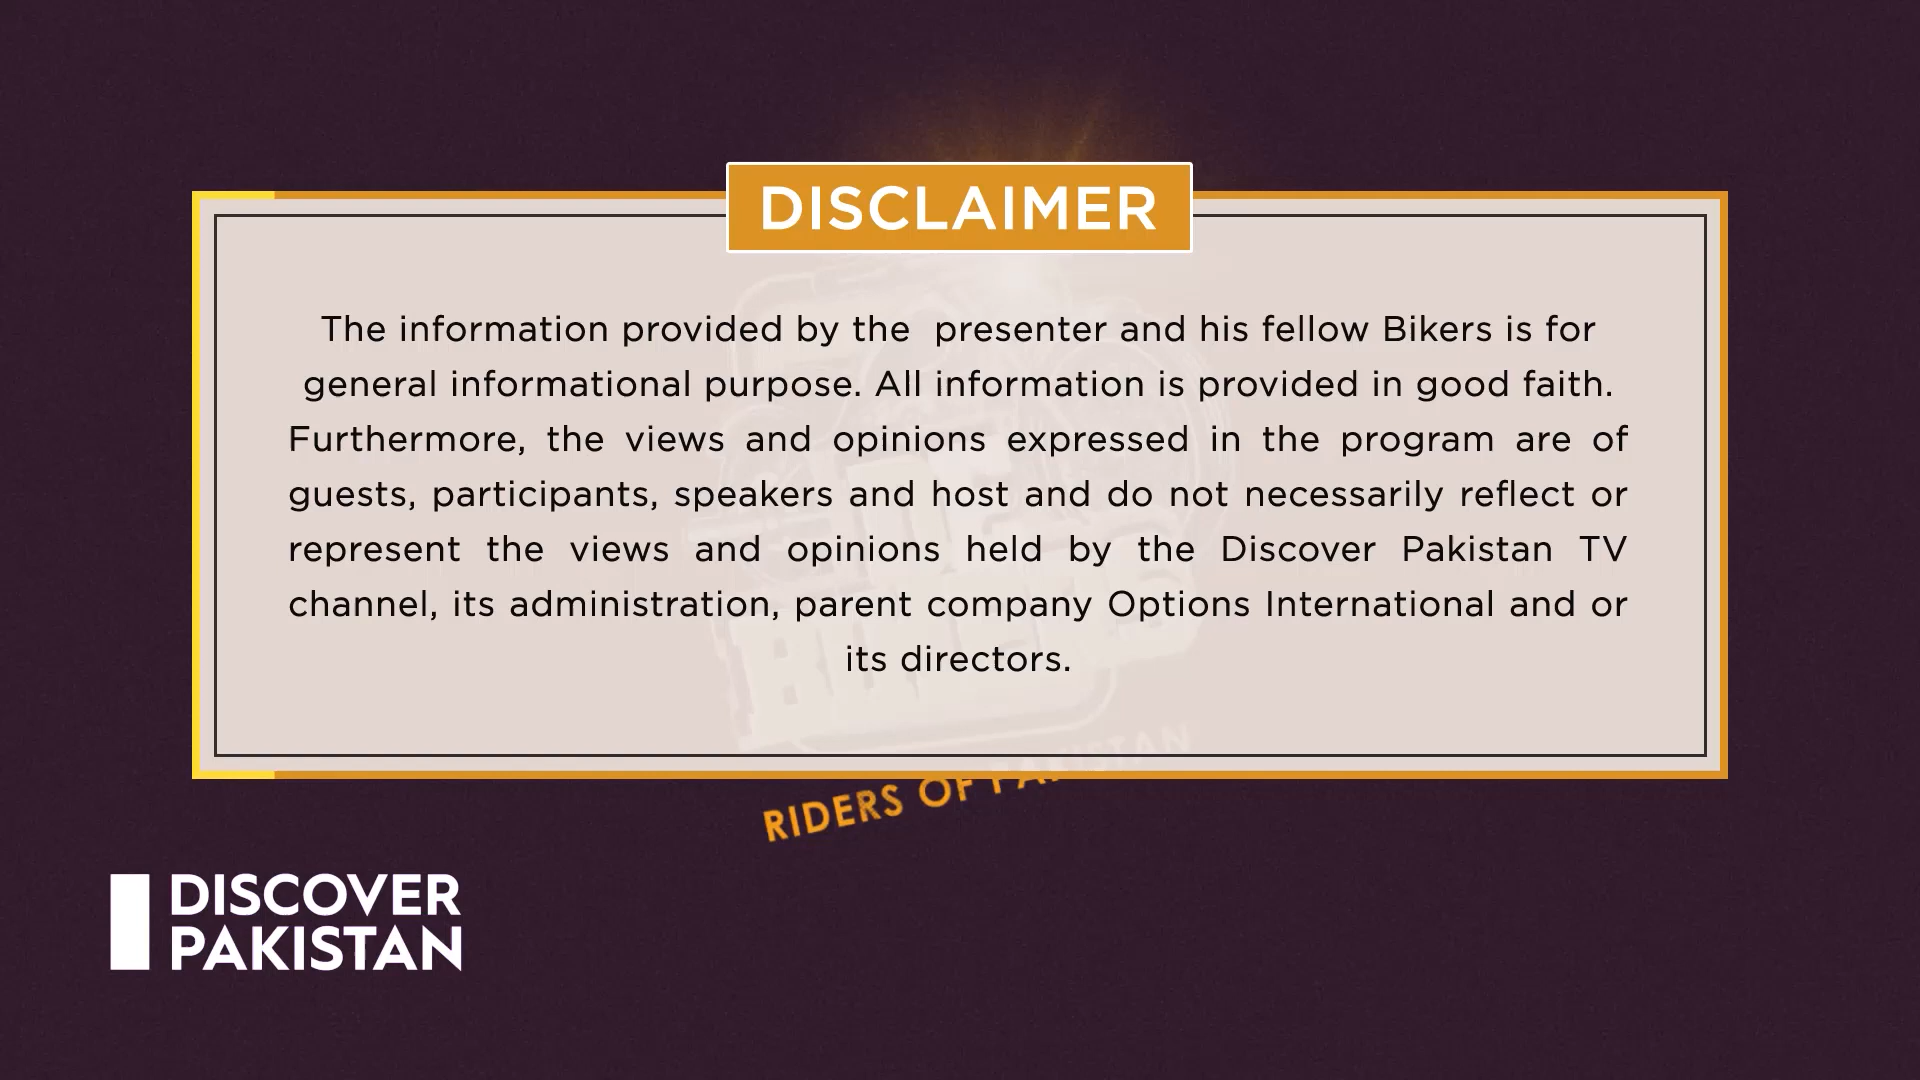 DISCLAIMER
The information provided by the presenter and his fellow Bikers is for
general informational purpose. All information is provided in good faith.
Furthermore, the views and opinions expressed in the program are of
guests, participants, speakers and host and do not necessarily reflect or
represent the views and opinions held by the Discover Pakistan TV
channel, its administration, parent company Options International and or
its directors.
RIDERS OF PAKISTAN
DISCOVER
PAKISTAN